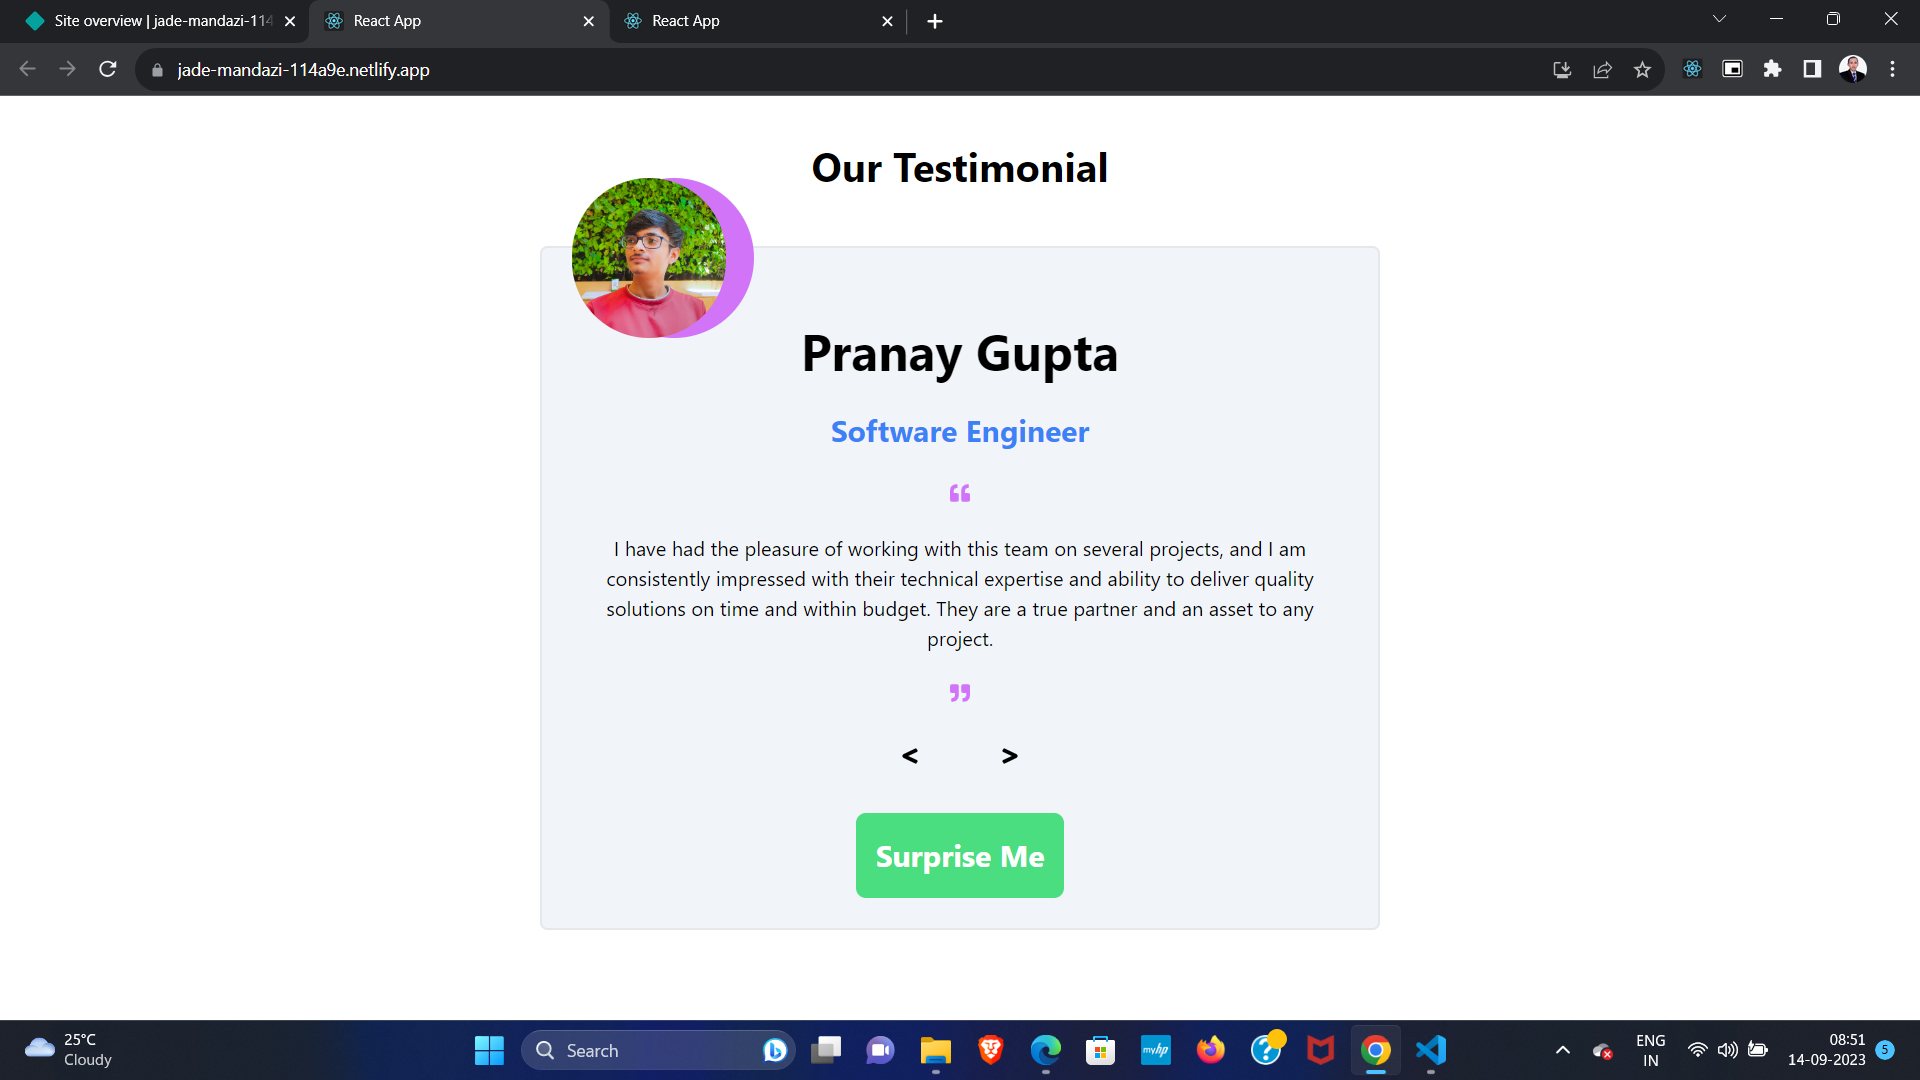 Site overview | jade-mandazi-114
React App
React App
jade-mandazi-114a9e.netlify.app
Our Testimonial
Pranay Gupta
Software Engineer
“
I have had the pleasure of working with this team on several projects, and I am
consistently impressed with their technical expertise and ability to deliver quality
solutions on time and within budget. They are a true partner and an asset to any
project.
”
< >
Surprise Me
25°C
Cloudy
Search
myhp
ENG
IN
08:51
14-09-2023
5